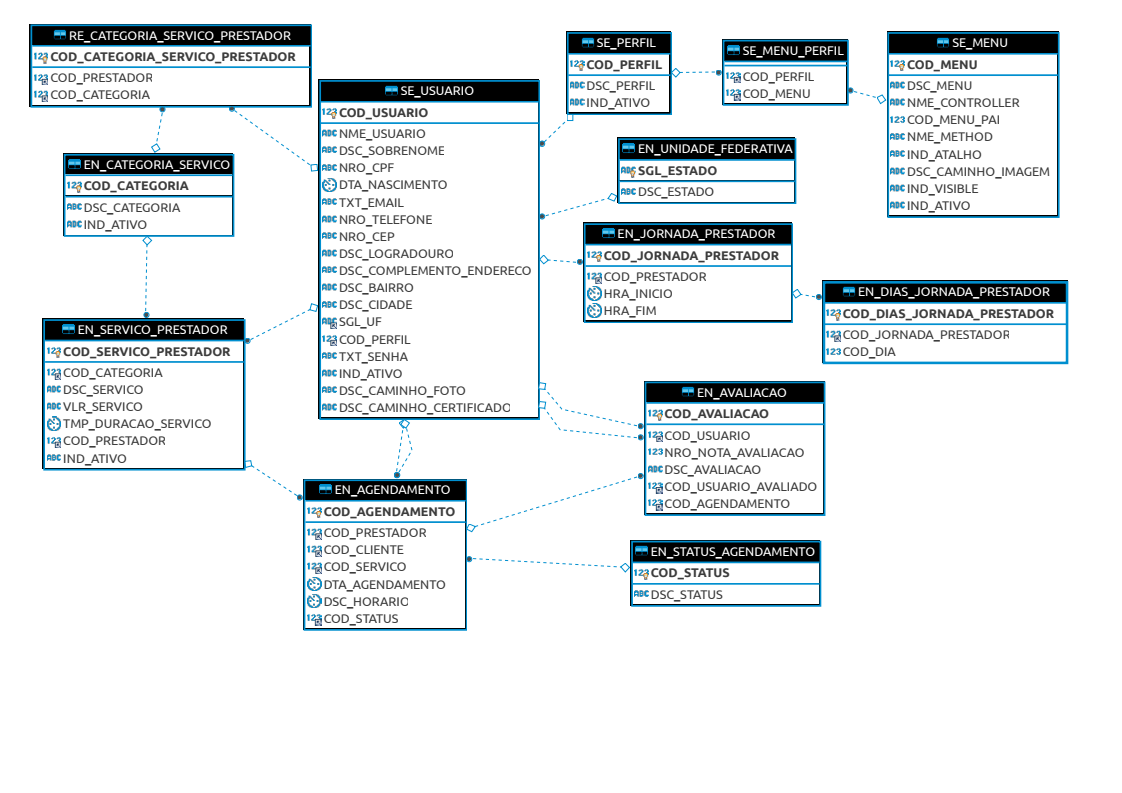 RE_CATEGORIA_SERVICO_PRESTADOR
COD_CATEGORIA_SERVICO_PRESTADOR
COD_PRESTADOR
COD_CATEGORIA
EN_CATEGORIA_SERVICO
COD_CATEGORIA
DSC_CATEGORIA
IND_ATIVO
EN_SERVICO_PRESTADOR
COD_SERVICO_PRESTADOR
COD_CATEGORIA
DSC_SERVICO
VLR_SERVICO
TMP_DURACAO_SERVICO
COD_PRESTADOR
IND_ATIVO
SE_USUARIO
COD_USUARIO
NME_USUARIO
DSC_SOBRENOME
NRO_CPF
DTA_NASCIMENTO
TXT_EMAIL
NRO_TELEFONE
NRO_CEP
DSC_LOGRADOURO
DSC_COMPLEMENTO_ENDERECO
DSC_BAIRRO
DSC_CIDADE
SGL_UF
COD_PERFIL
TXT_SENHA
IND_ATIVO
DSC_CAMINHO_FOTO
DSC_CAMINHO_CERTIFICADO
EN_AGENDAMENTO
COD_AGENDAMENTO
COD_PRESTADOR
COD_CLIENTE
COD_SERVICO
DTA_AGENDAMENTO
DSC_HORARIO
COD_STATUS
SE_PERFIL
COD_PERFIL
DSC_PERFIL
IND_ATIVO
SE_MENU_PERFIL
COD_PERFIL
COD_MENU
SE_MENU
COD_MENU
DSC_MENU
NME_CONTROLLER
COD_MENU_PAI
NME_METHOD
IND_ATALHO
DSC_CAMINHO_IMAGEM
IND_VISIBLE
IND_ATIVO
EN_UNIDADE_FEDERATIVA
SGL_ESTADO
DSC_ESTADO
EN_JORNADA_PRESTADOR
COD_JORNADA_PRESTADOR
COD_PRESTADOR
HRA_INICIO
HRA_FIM
EN_DIAS_JORNADA_PRESTADOR
COD_DIAS_JORNADA_PRESTADOR
COD_JORNADA_PRESTADOR
COD_DIA
EN_AVALIACAO
COD_AVALIACAO
COD_USUARIO
NRO_NOTA_AVALIACAO
DSC_AVALIACAO
COD_USUARIO_AVALIADO
COD_AGENDAMENTO
EN_STATUS_AGENDAMENTO
COD_STATUS
DSC_STATUS